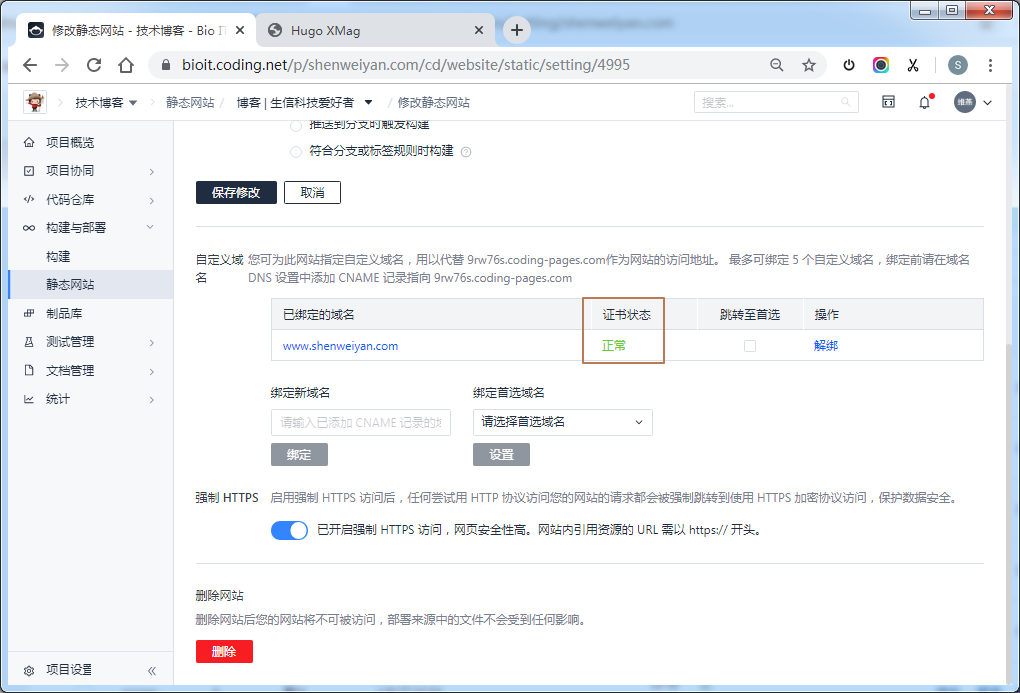 修改静态网站 - 技术博客 - Bio IT
Hugo XMag
bioit.coding.net/p/shenweiyan.com/cd/website/static/setting/4995
S
技术博客
静态网站 /
博客 | 生信科技爱好者
/ 修改静态网站
搜索...
维燕
项目概览
项目协同
代码仓库
构建与部署
构建
静态网站
制品库
测试管理
文档管理
统计
项目设置
推送到分支时触发构建
符合分支或标签规则时构建
保存修改
取消
自定义域名
您可为此网站指定自定义域名，用以代替 9rw76s.coding-pages.com作为网站的访问地址。 最多可绑定 5 个自定义域名，绑定前请在域名
DNS 设置中添加 CNAME 记录指向 9rw76s.coding-pages.com
已绑定的域名 证书状态 跳转至首选 操作
www.shenweiyan.com 正常 解绑
绑定新域名 绑定首选域名
请输入已添加 CNAME 记录的域 请选择首选域名
绑定 设置
强制 HTTPS 启用强制 HTTPS 访问后，任何尝试用 HTTP 协议访问您的网站的请求都会被强制跳转到使用 HTTPS 加密协议访问，保护数据安全。
已开启强制 HTTPS 访问，网页安全性高。网站内引用资源的 URL 需以 https:// 开头。
删除网站
删除网站后您的网站将不可被访问，部署来源中的文件不会受到任何影响。
删除